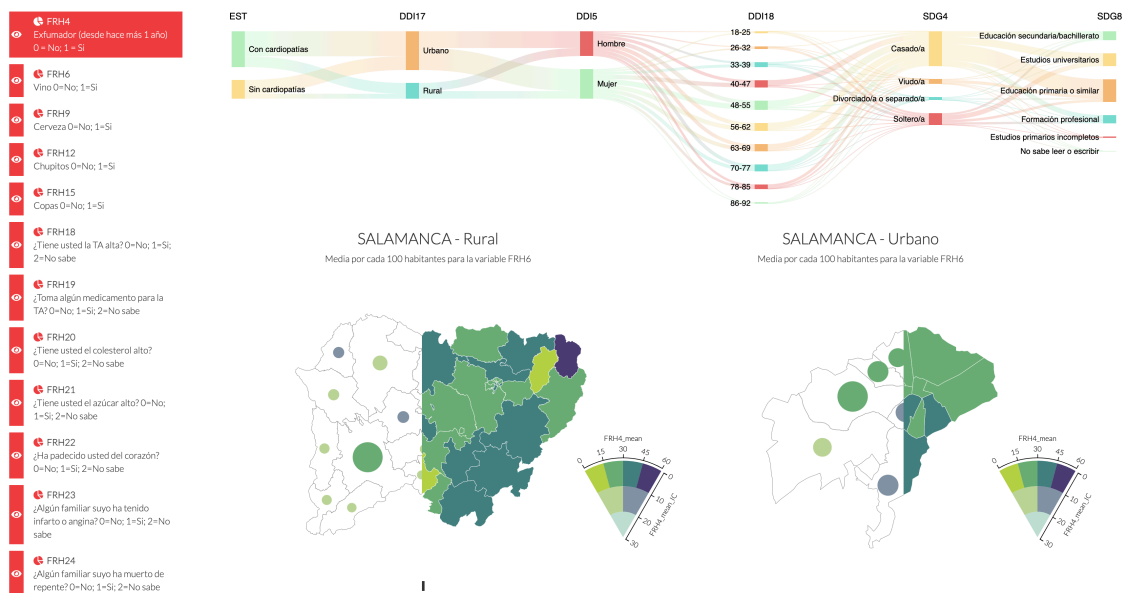 FRH4
Exfumador (desde hace más 1 año)
0 = No; 1 = Si
FRH6
Vino 0=No; 1=Si
FRH9
Cerveza 0=No; 1=Si
FRH12
Chupitos 0=No; 1=Si
FRH15
Copas 0=No; 1=Si
FRH18
¿Tiene usted la TA alta? 0=No; 1=Si;
2=No sabe
FRH19
¿Toma algún medicamento para la
TA? 0=No; 1=Si; 2=No sabe
FRH20
¿Tiene usted el colesterol alto?
0=No; 1=Si; 2=No sabe
FRH21
¿Tiene usted el azúcar alto? 0=No;
1=Si; 2=No sabe
FRH22
¿Ha padecido usted del corazón?
0=No; 1=Si; 2=No sabe
FRH23
¿Algún familiar suyo ha tenido
infarto o angina? 0=No; 1=Si; 2=No
sabe
FRH24
¿Algún familiar suyo ha muerto de
repente? 0=No; 1=Si; 2=No sabe
EST
DDI17
DDI5
DDI18
SDG4
SDG8
Con cardiopatías
Sin cardiopatías
Urbano
Rural
Hombre
Mujer
18-25
26-32
33-39
40-47
48-55
56-62
63-69
70-77
78-85
86-92
Casado/a
Viudo/a
Divorciado/a o separado/a
Soltero/a
Educación secundaria/bachillerato
Estudios universitarios
Educación primaria o similar
Formación profesional
Estudios primarios incompletos
No sabe leer o escribir
SALAMANCA - Rural
Media por cada 100 habitantes para la variable FRH6
FRH4_mean
0 15 30 45 60
0
10
20
30
FRH4_mean_IC
SALAMANCA - Urbano
Media por cada 100 habitantes para la variable FRH6
FRH4_mean
0 15 30 45 60
0
10
20
30
FRH4_mean_IC